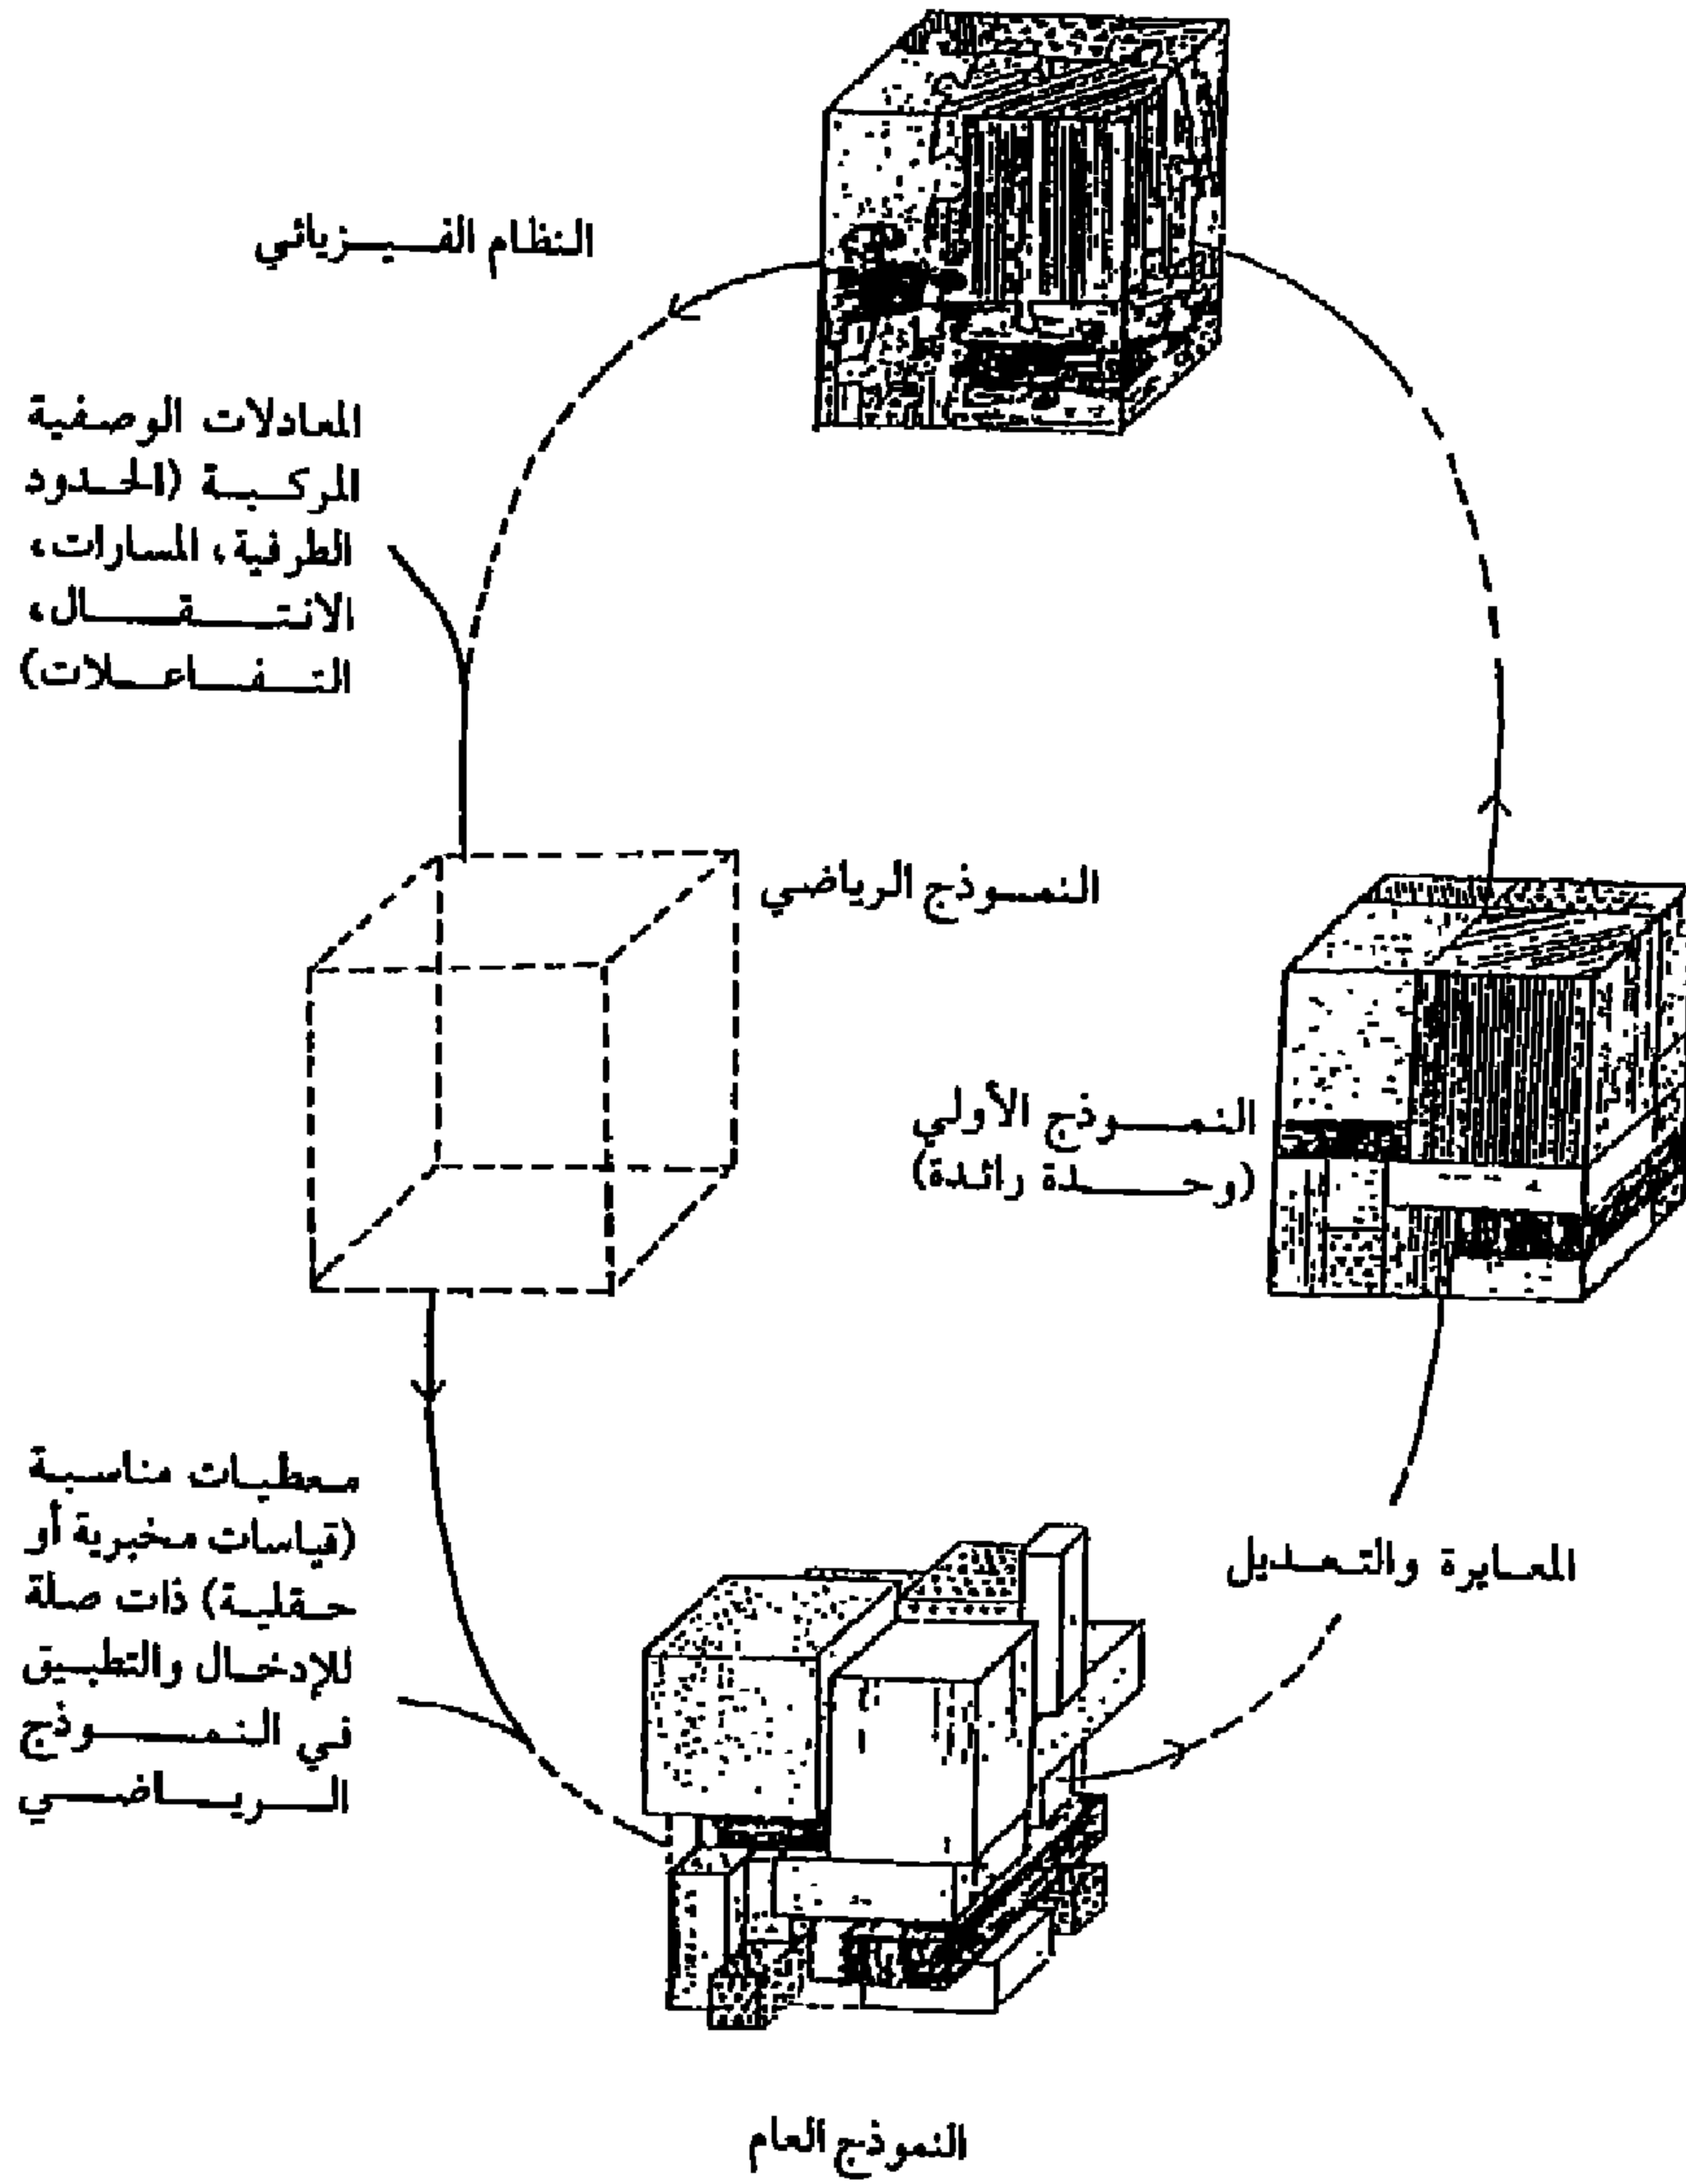 النظام الفيزيائي
المعادلات الوصفية
المركبة (الحدود
الطرفية، المسارات،
الانتقال،
التفاعلات)
النموذج الرياضي
النموذج الأولي
(وحدة رائدة)
معطيات مناسبة
(قياسات مخبرية أو
حقلية) ذات صلة
للإدخال والتطبيق
في النموذج
الرياضي
المعايرة والتعديل
النموذج العام